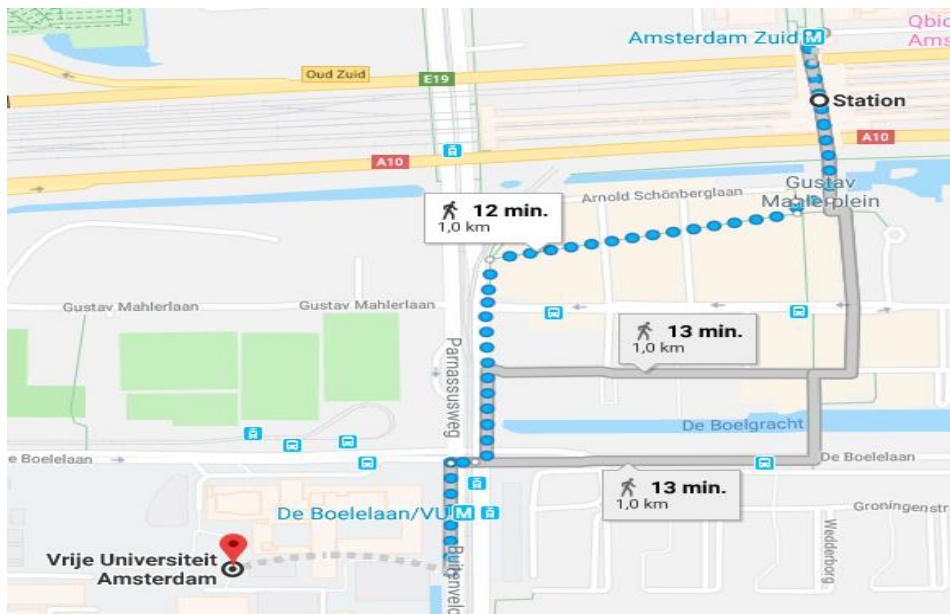 Qbic
Amsterdam Zuid M
Ams
Oud Zuid
E19
Station
A10
A10
Gustav
Mahlerplein
Arnold Schönberglaan
12 min.
1,0 km
Gustav Mahlerlaan
Gustav Mahlerlaan
13 min.
1,0 km
Parnassusweg
De Boelgracht
e Boelelaan
De Boelelaan
13 min.
1,0 km
De Boelelaan/VU M
Groningenstra
Wedderborg
Vrije Universiteit
Amsterdam
Buitenveld